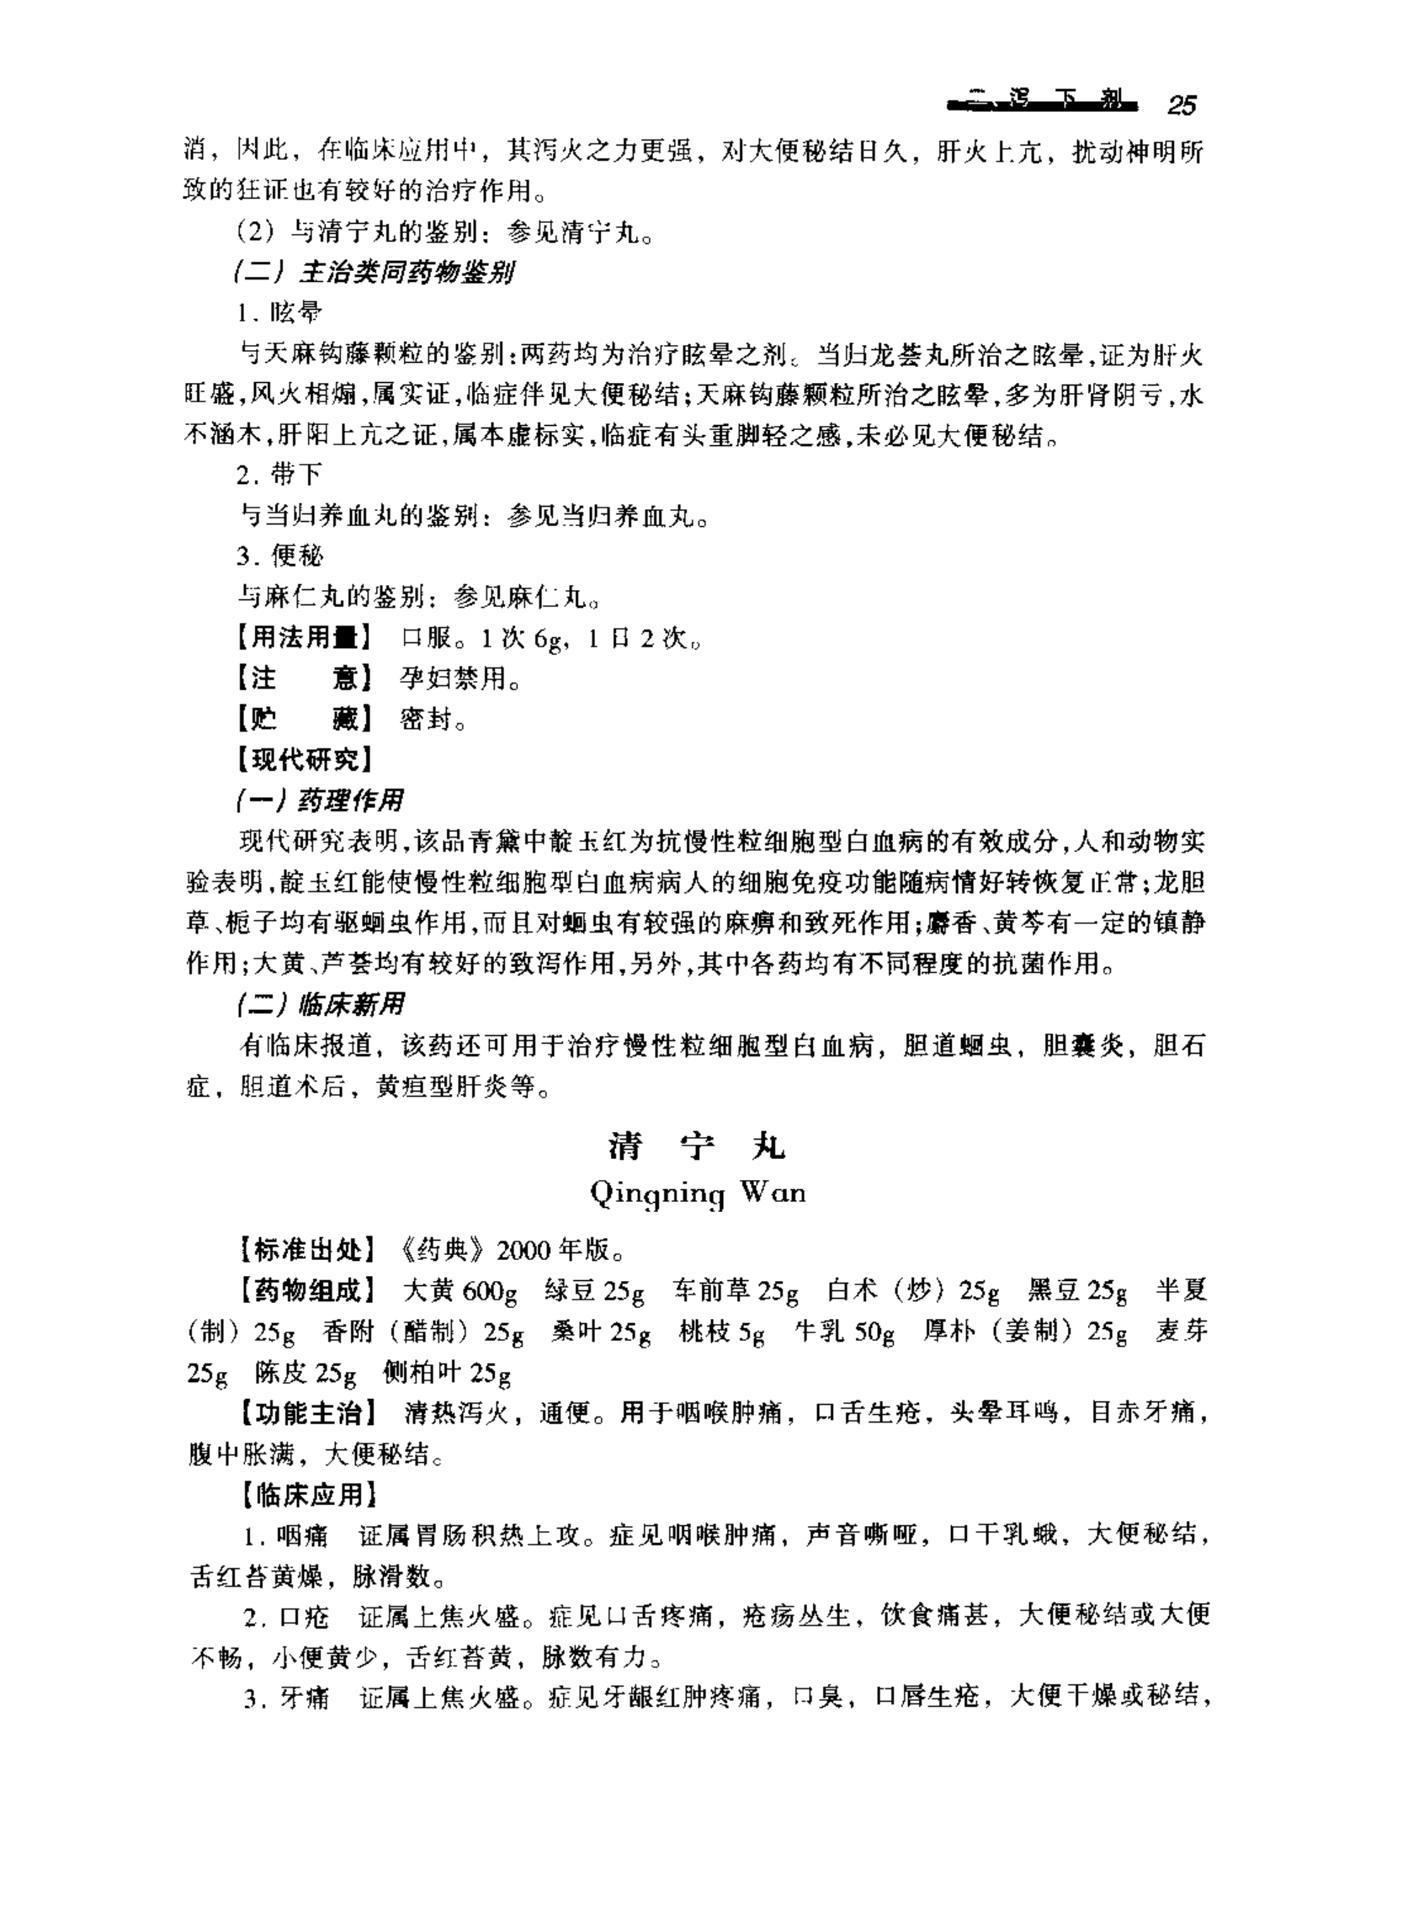 二、泻下剂 25
消，因此，在临床应用中，其泻火之力更强，对大便秘结日久，肝火上亢，扰动神明所
致的狂证也有较好的治疗作用。
（2）与清宁丸的鉴别：参见清宁丸。
（二）主治类同药物鉴别
1. 眩晕
与天麻钩藤颗粒的鉴别：两药均为治疗眩晕之剂。当归龙荟丸所治之眩晕，证为肝火
旺盛，风火相煽，属实证，临症伴见大便秘结；天麻钩藤颗粒所治之眩晕，多为肝肾阴亏，水
不涵木，肝阳上亢之证，属本虚标实，临症有头重脚轻之感，未必见大便秘结。
2. 带下
与当归养血丸的鉴别：参见当归养血丸。
3. 便秘
与麻仁丸的鉴别：参见麻仁丸。
【用法用量】 口服。1次6g，1日2次。
【注　　意】 孕妇禁用。
【贮　　藏】 密封。
【现代研究】
（一）药理作用
现代研究表明，该品青黛中靛玉红为抗慢性粒细胞型白血病的有效成分，人和动物实
验表明，靛玉红能使慢性粒细胞型白血病病人的细胞免疫功能随病情好转恢复正常；龙胆
草、栀子均有驱蛔虫作用，而且对蛔虫有较强的麻痹和致死作用；麝香、黄芩有一定的镇静
作用；大黄、芦荟均有较好的致泻作用，另外，其中各药均有不同程度的抗菌作用。
（二）临床新用
有临床报道，该药还可用于治疗慢性粒细胞型白血病，胆道蛔虫，胆囊炎，胆石
症，胆道术后，黄疸型肝炎等。
清 宁 丸
Qingning Wan
【标准出处】《药典》2000年版。
【药物组成】 大黄600g　绿豆25g　车前草25g　白术（炒）25g　黑豆25g　半夏
（制）25g　香附（醋制）25g　桑叶25g　桃枝5g　牛乳50g　厚朴（姜制）25g　麦芽
25g　陈皮25g　侧柏叶25g
【功能主治】 清热泻火，通便。用于咽喉肿痛，口舌生疮，头晕耳鸣，目赤牙痛，
腹中胀满，大便秘结。
【临床应用】
1. 咽痛　证属胃肠积热上攻。症见咽喉肿痛，声音嘶哑，口干乳蛾，大便秘结，
舌红苔黄燥，脉滑数。
2. 口疮　证属上焦火盛。症见口舌疼痛，疮疡丛生，饮食痛甚，大便秘结或大便
不畅，小便黄少，舌红苔黄，脉数有力。
3. 牙痛　证属上焦火盛。症见牙龈红肿疼痛，口臭，口唇生疮，大便干燥或秘结，